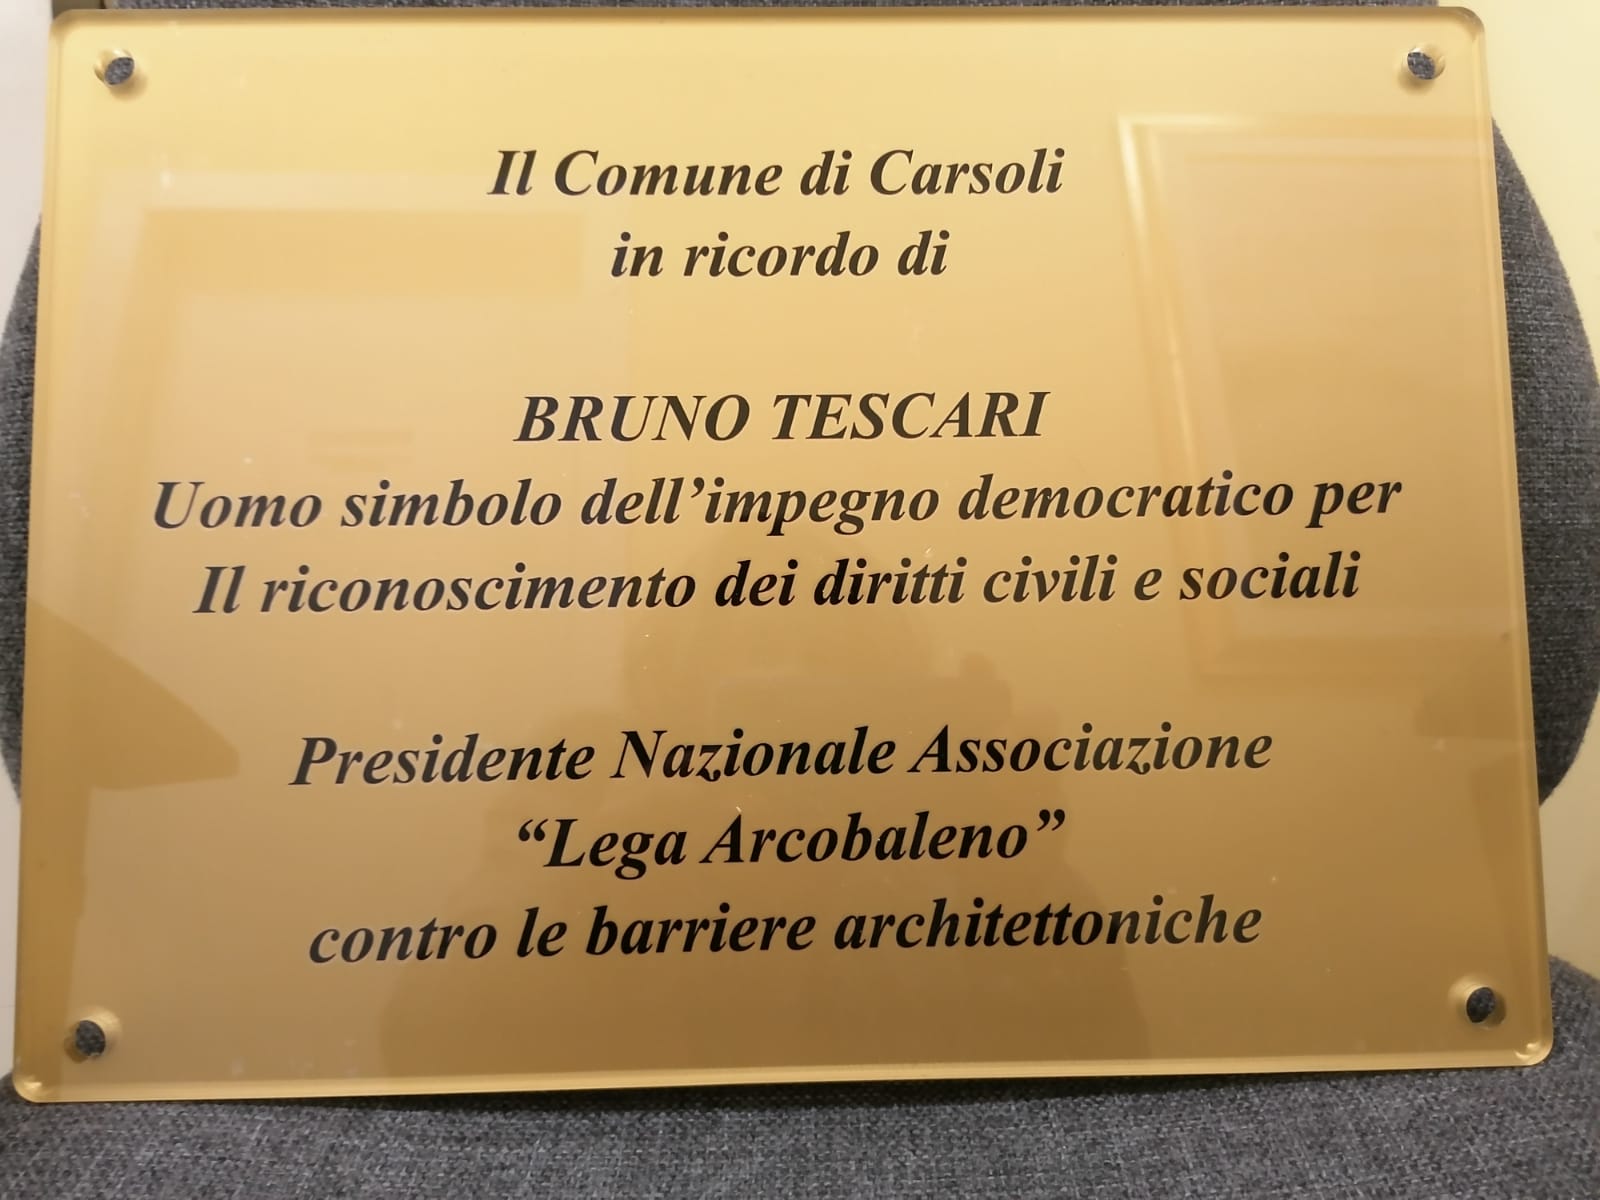 Il Comune di Carsoli
in ricordo di
BRUNO TESCARI
Uomo simbolo dell’impegno democratico per
Il riconoscimento dei diritti civili e sociali
Presidente Nazionale Associazione
“Lega Arcobaleno”
contro le barriere architettoniche